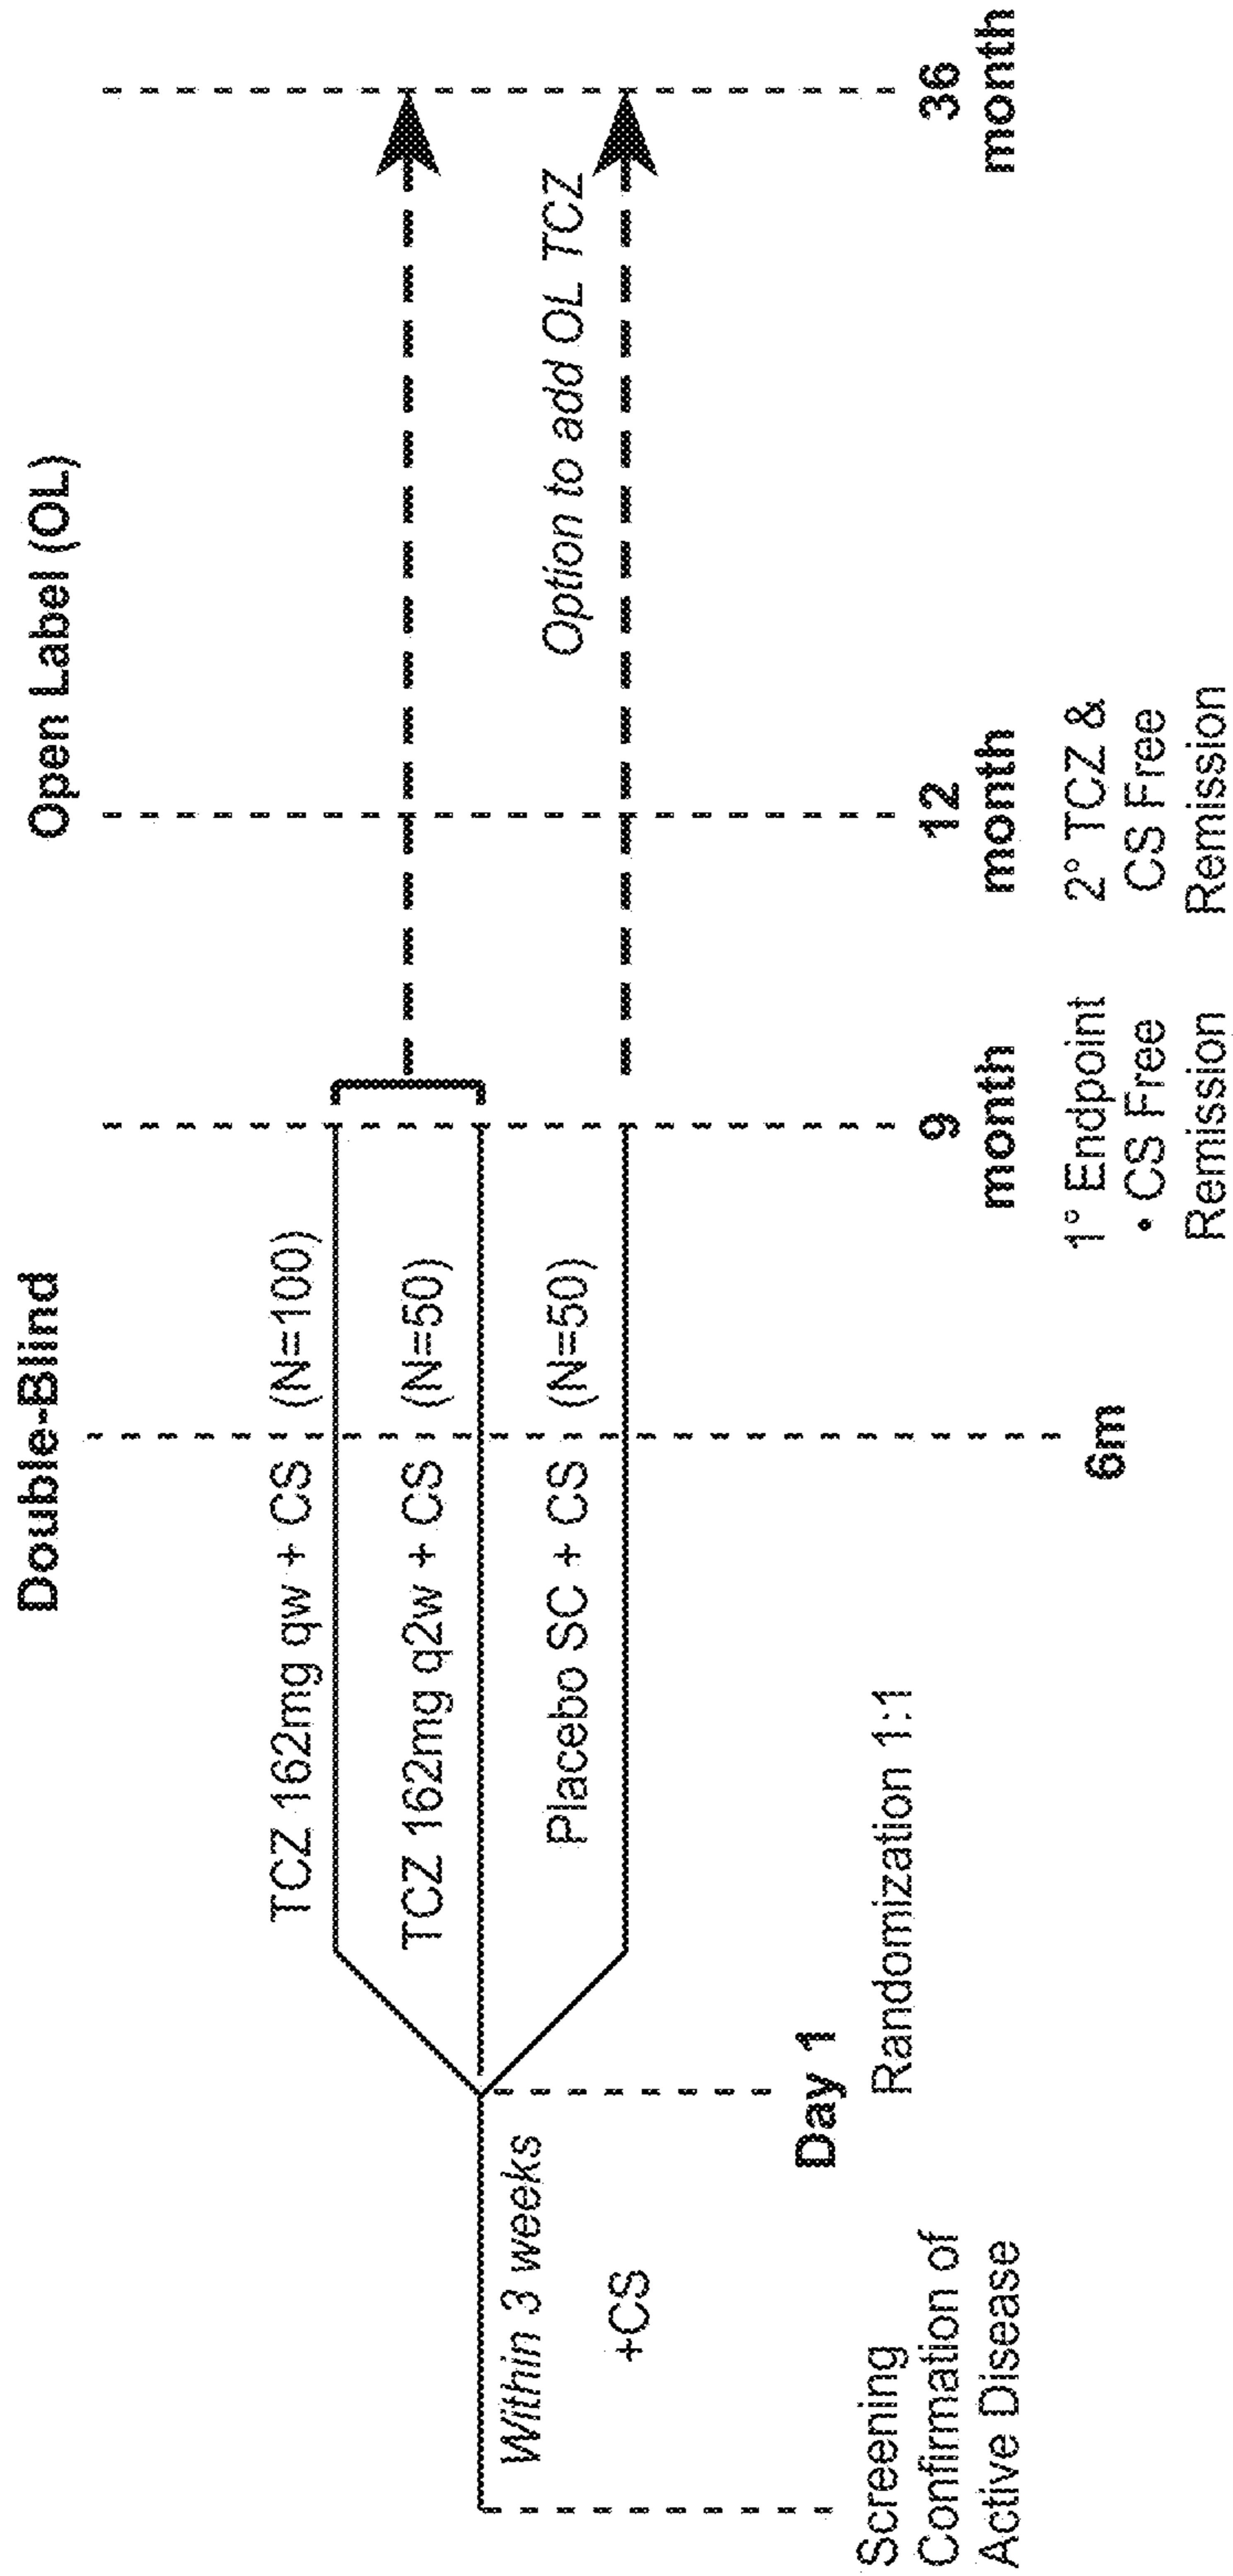 Double-Blind
Open Label (OL)
TCZ 162mg qw + CS (N=100)
TCZ 162mg q2w + CS (N=50)
Within 3 weeks
Placebo SC + CS (N=50)
Option to add OL TCZ
+CS
Day 1
Randomization 1:1
Screening
Confirmation of
Active Disease
6m
9
month
1° Endpoint
• CS Free
Remission
12
month
2° TCZ &
CS Free
Remission
36
month